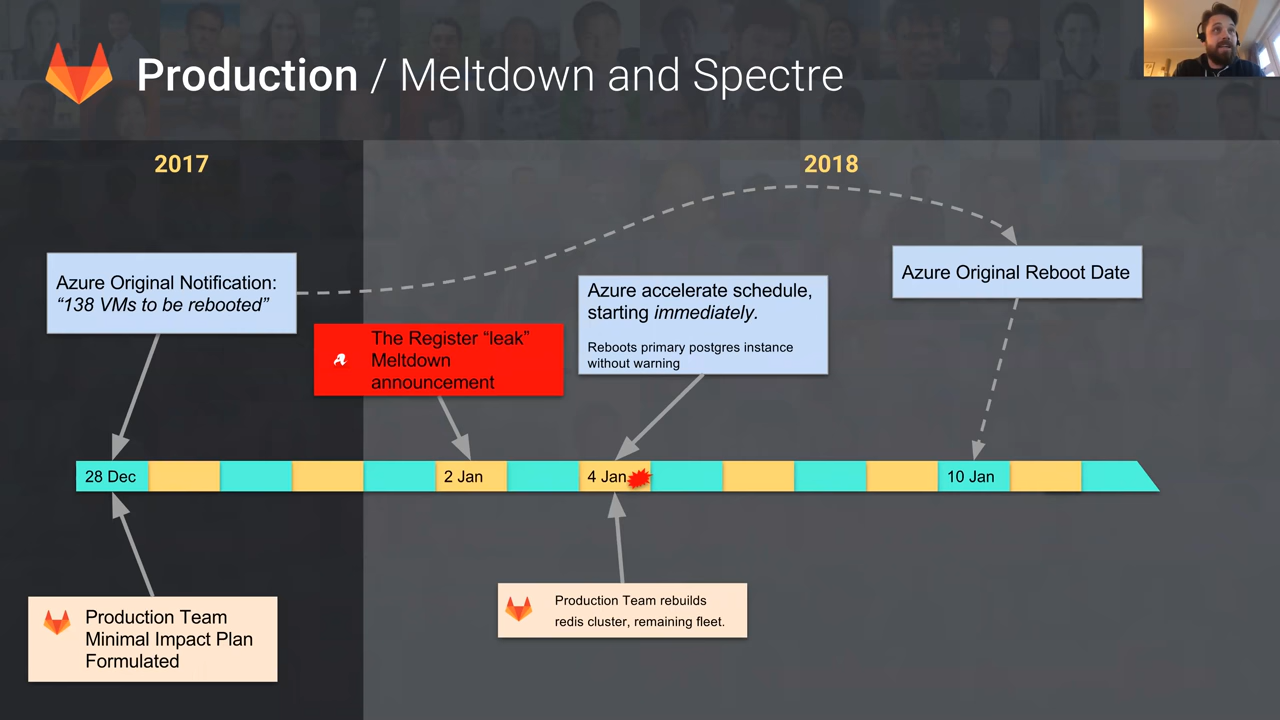 Production / Meltdown and Spectre
2017
2018
Azure Original Notification:
“138 VMs to be rebooted”
The Register “leak”
Meltdown
announcement
Azure accelerate schedule,
starting immediately.
Reboots primary postgres instance
without warning
Azure Original Reboot Date
28 Dec
2 Jan
4 Jan
10 Jan
Production Team
Minimal Impact Plan
Formulated
Production Team rebuilds
redis cluster, remaining fleet.